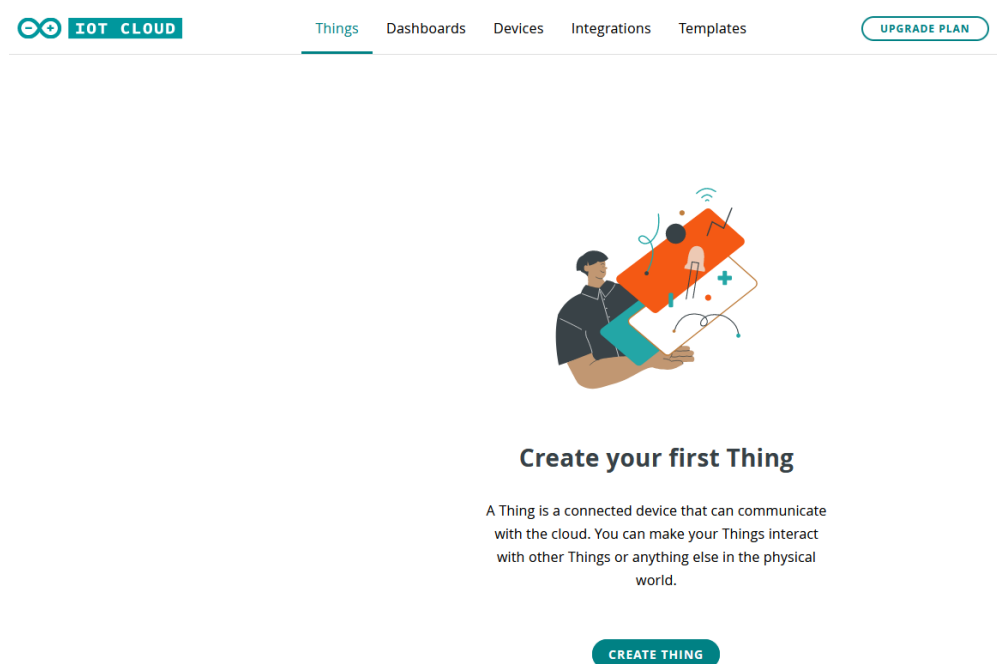 IOT CLOUD
Things Dashboards Devices Integrations Templates
UPGRADE PLAN
Create your first Thing
A Thing is a connected device that can communicate
with the cloud. You can make your Things interact
with other Things or anything else in the physical
world.
CREATE THING